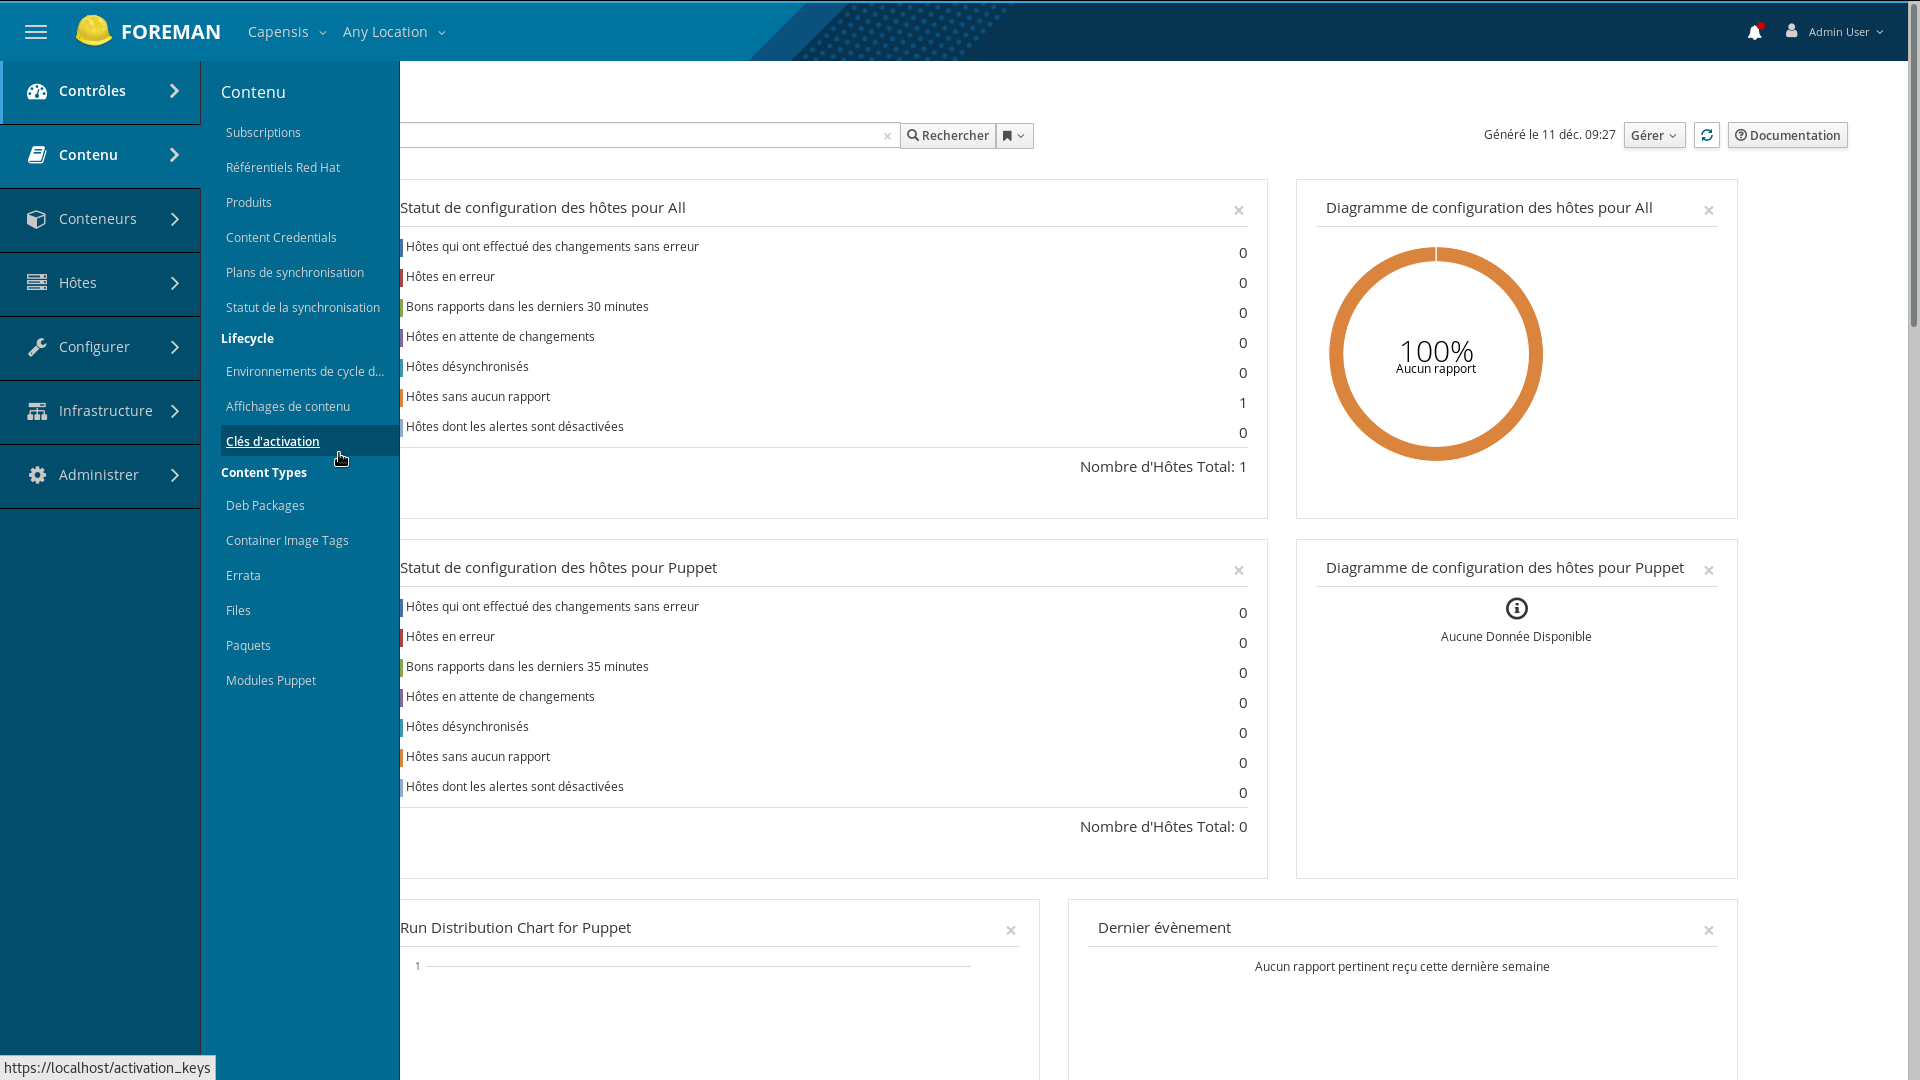 FOREMAN
Capensis
Any Location
Admin User
Contrôles
Contenu
Conteneurs
Hôtes
Configurer
Infrastructure
Administrer
Contenu
Subscriptions
Référentiels Red Hat
Produits
Content Credentials
Plans de synchronisation
Statut de la synchronisation
Lifecycle
Environnements de cycle d...
Affichages de contenu
Clés d'activation
Content Types
Deb Packages
Container Image Tags
Errata
Files
Paquets
Modules Puppet
× Rechercher
Généré le 11 déc. 09:27 Gérer Documentation
Statut de configuration des hôtes pour All ×
Hôtes qui ont effectué des changements sans erreur 0
Hôtes en erreur 0
Bons rapports dans les derniers 30 minutes 0
Hôtes en attente de changements 0
Hôtes désynchronisés 0
Hôtes sans aucun rapport 1
Hôtes dont les alertes sont désactivées 0
Nombre d'Hôtes Total: 1
Diagramme de configuration des hôtes pour All ×
100%
Aucun rapport
Statut de configuration des hôtes pour Puppet ×
Hôtes qui ont effectué des changements sans erreur 0
Hôtes en erreur 0
Bons rapports dans les derniers 35 minutes 0
Hôtes en attente de changements 0
Hôtes désynchronisés 0
Hôtes sans aucun rapport 0
Hôtes dont les alertes sont désactivées 0
Nombre d'Hôtes Total: 0
Diagramme de configuration des hôtes pour Puppet ×
Aucune Donnée Disponible
Run Distribution Chart for Puppet ×
1
Dernier évènement ×
Aucun rapport pertinent reçu cette dernière semaine
https://localhost/activation_keys